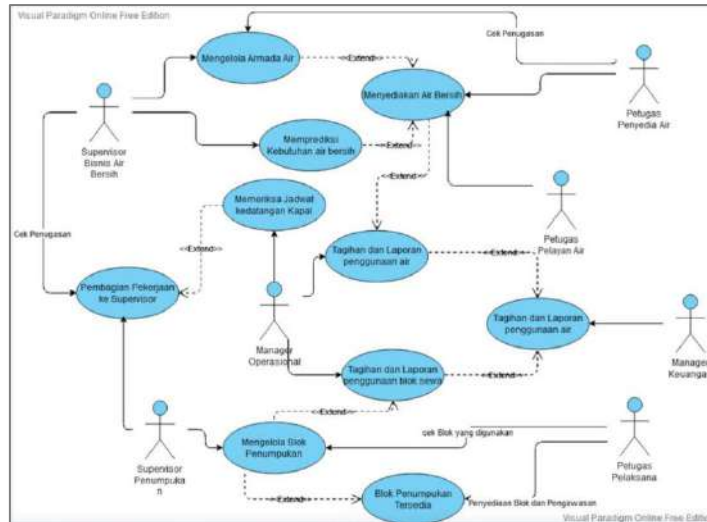 Visual Paradigm Online Free Edition
Cek Penugasan
Mengelola Armada Air
<<Extend>>
Menyediakan Air Bersih
Petugas
Penyedia Air
Supervisor
Bisnis Air
Bersih
Memprediksi
Kebutuhan air bersih
<<Extend>>
<<Extend>>
Memeriksa Jadwal
kedatangan Kapal
Petugas
Pelayan Air
Cek Penugasan
<<Extend>>
Tagihan dan Laporan
penggunaan air
<<Extend>>
Pembagian Pekerjaan
ke Supervisor
Manager
Operasional
Tagihan dan Laporan
penggunaan air
Manager
Keuangan
Tagihan dan Laporan
penggunaan blok sewa
<<Extend>>
<<Extend>>
Supervisor
Penumpuka
n
Mengelola Blok
Penumpukan
cek Blok yang digunakan
Petugas
Pelaksana
<<Extend>>
Blok Penumpukan
Tersedia
Penyediaan Blok dan Pengawasan
Visual Paradigm Online Free Edition